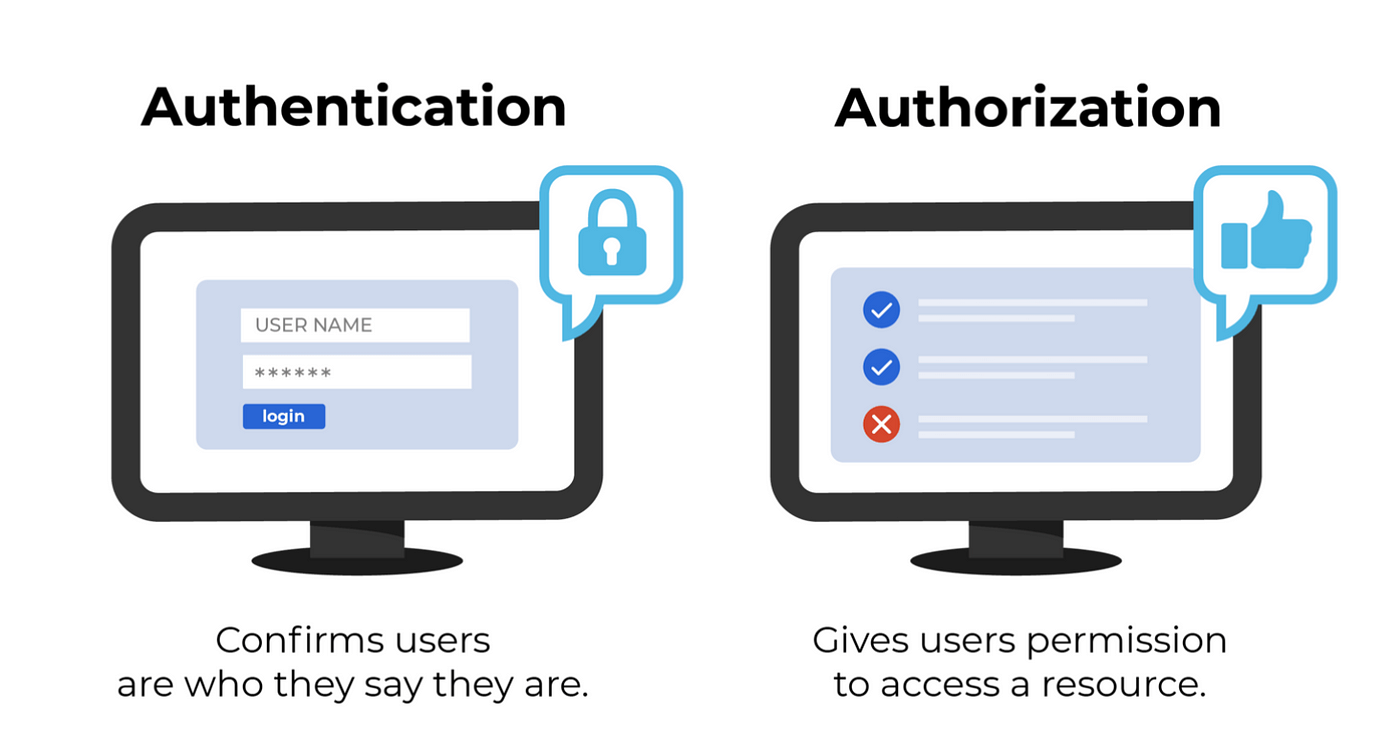 Authentication
USER NAME
******
login
Confirms users
are who they say they are.
Authorization
Gives users permission
to access a resource.